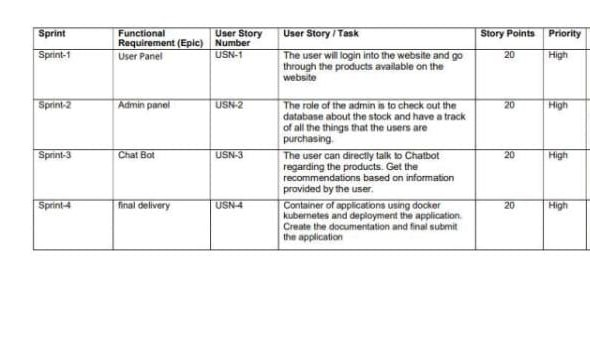 Sprint Functional Requirement (Epic) User Story Number User Story / Task Story Points Priority
Sprint-1 User Panel USN-1 The user will login into the website and go 20 High
through the products available on the
website
Sprint-2 Admin panel USN-2 The role of the admin is to check out the 20 High
database about the stock and have a track
of all the things that the users are
purchasing.
Sprint-3 Chat Bot USN-3 The user can directly talk to Chatbot 20 High
regarding the products. Get the
recommendations based on information
provided by the user.
Sprint-4 final delivery USN-4 Container of applications using docker 20 High
kubernetes and deployment the application.
Create the documentation and final submit
the application